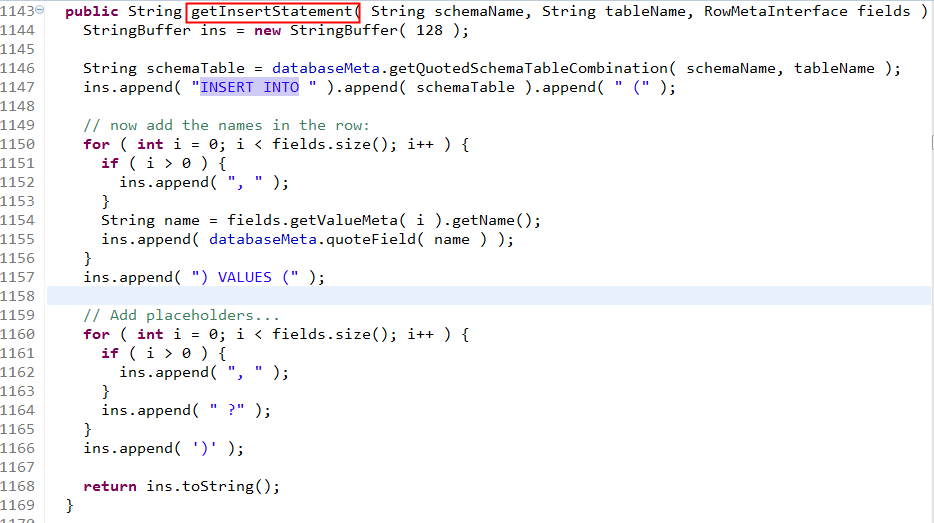 1143 public String getInsertStatement( String schemaName, String tableName, RowMetaInterface fields )
1144 StringBuffer ins = new StringBuffer( 128 );
1145
1146 String schemaTable = databaseMeta.getQuotedSchemaTableCombination( schemaName, tableName );
1147 ins.append( "INSERT INTO " ).append( schemaTable ).append( " (" );
1148
1149 // now add the names in the row:
1150 for ( int i = 0; i < fields.size(); i++ ) {
1151 if ( i > 0 ) {
1152 ins.append( ", " );
1153 }
1154 String name = fields.getValueMeta( i ).getName();
1155 ins.append( databaseMeta.quoteField( name ) );
1156 }
1157 ins.append( ") VALUES (" );
1158
1159 // Add placeholders...
1160 for ( int i = 0; i < fields.size(); i++ ) {
1161 if ( i > 0 ) {
1162 ins.append( ", " );
1163 }
1164 ins.append( " ?" );
1165 }
1166 ins.append( ')' );
1167
1168 return ins.toString();
1169 }